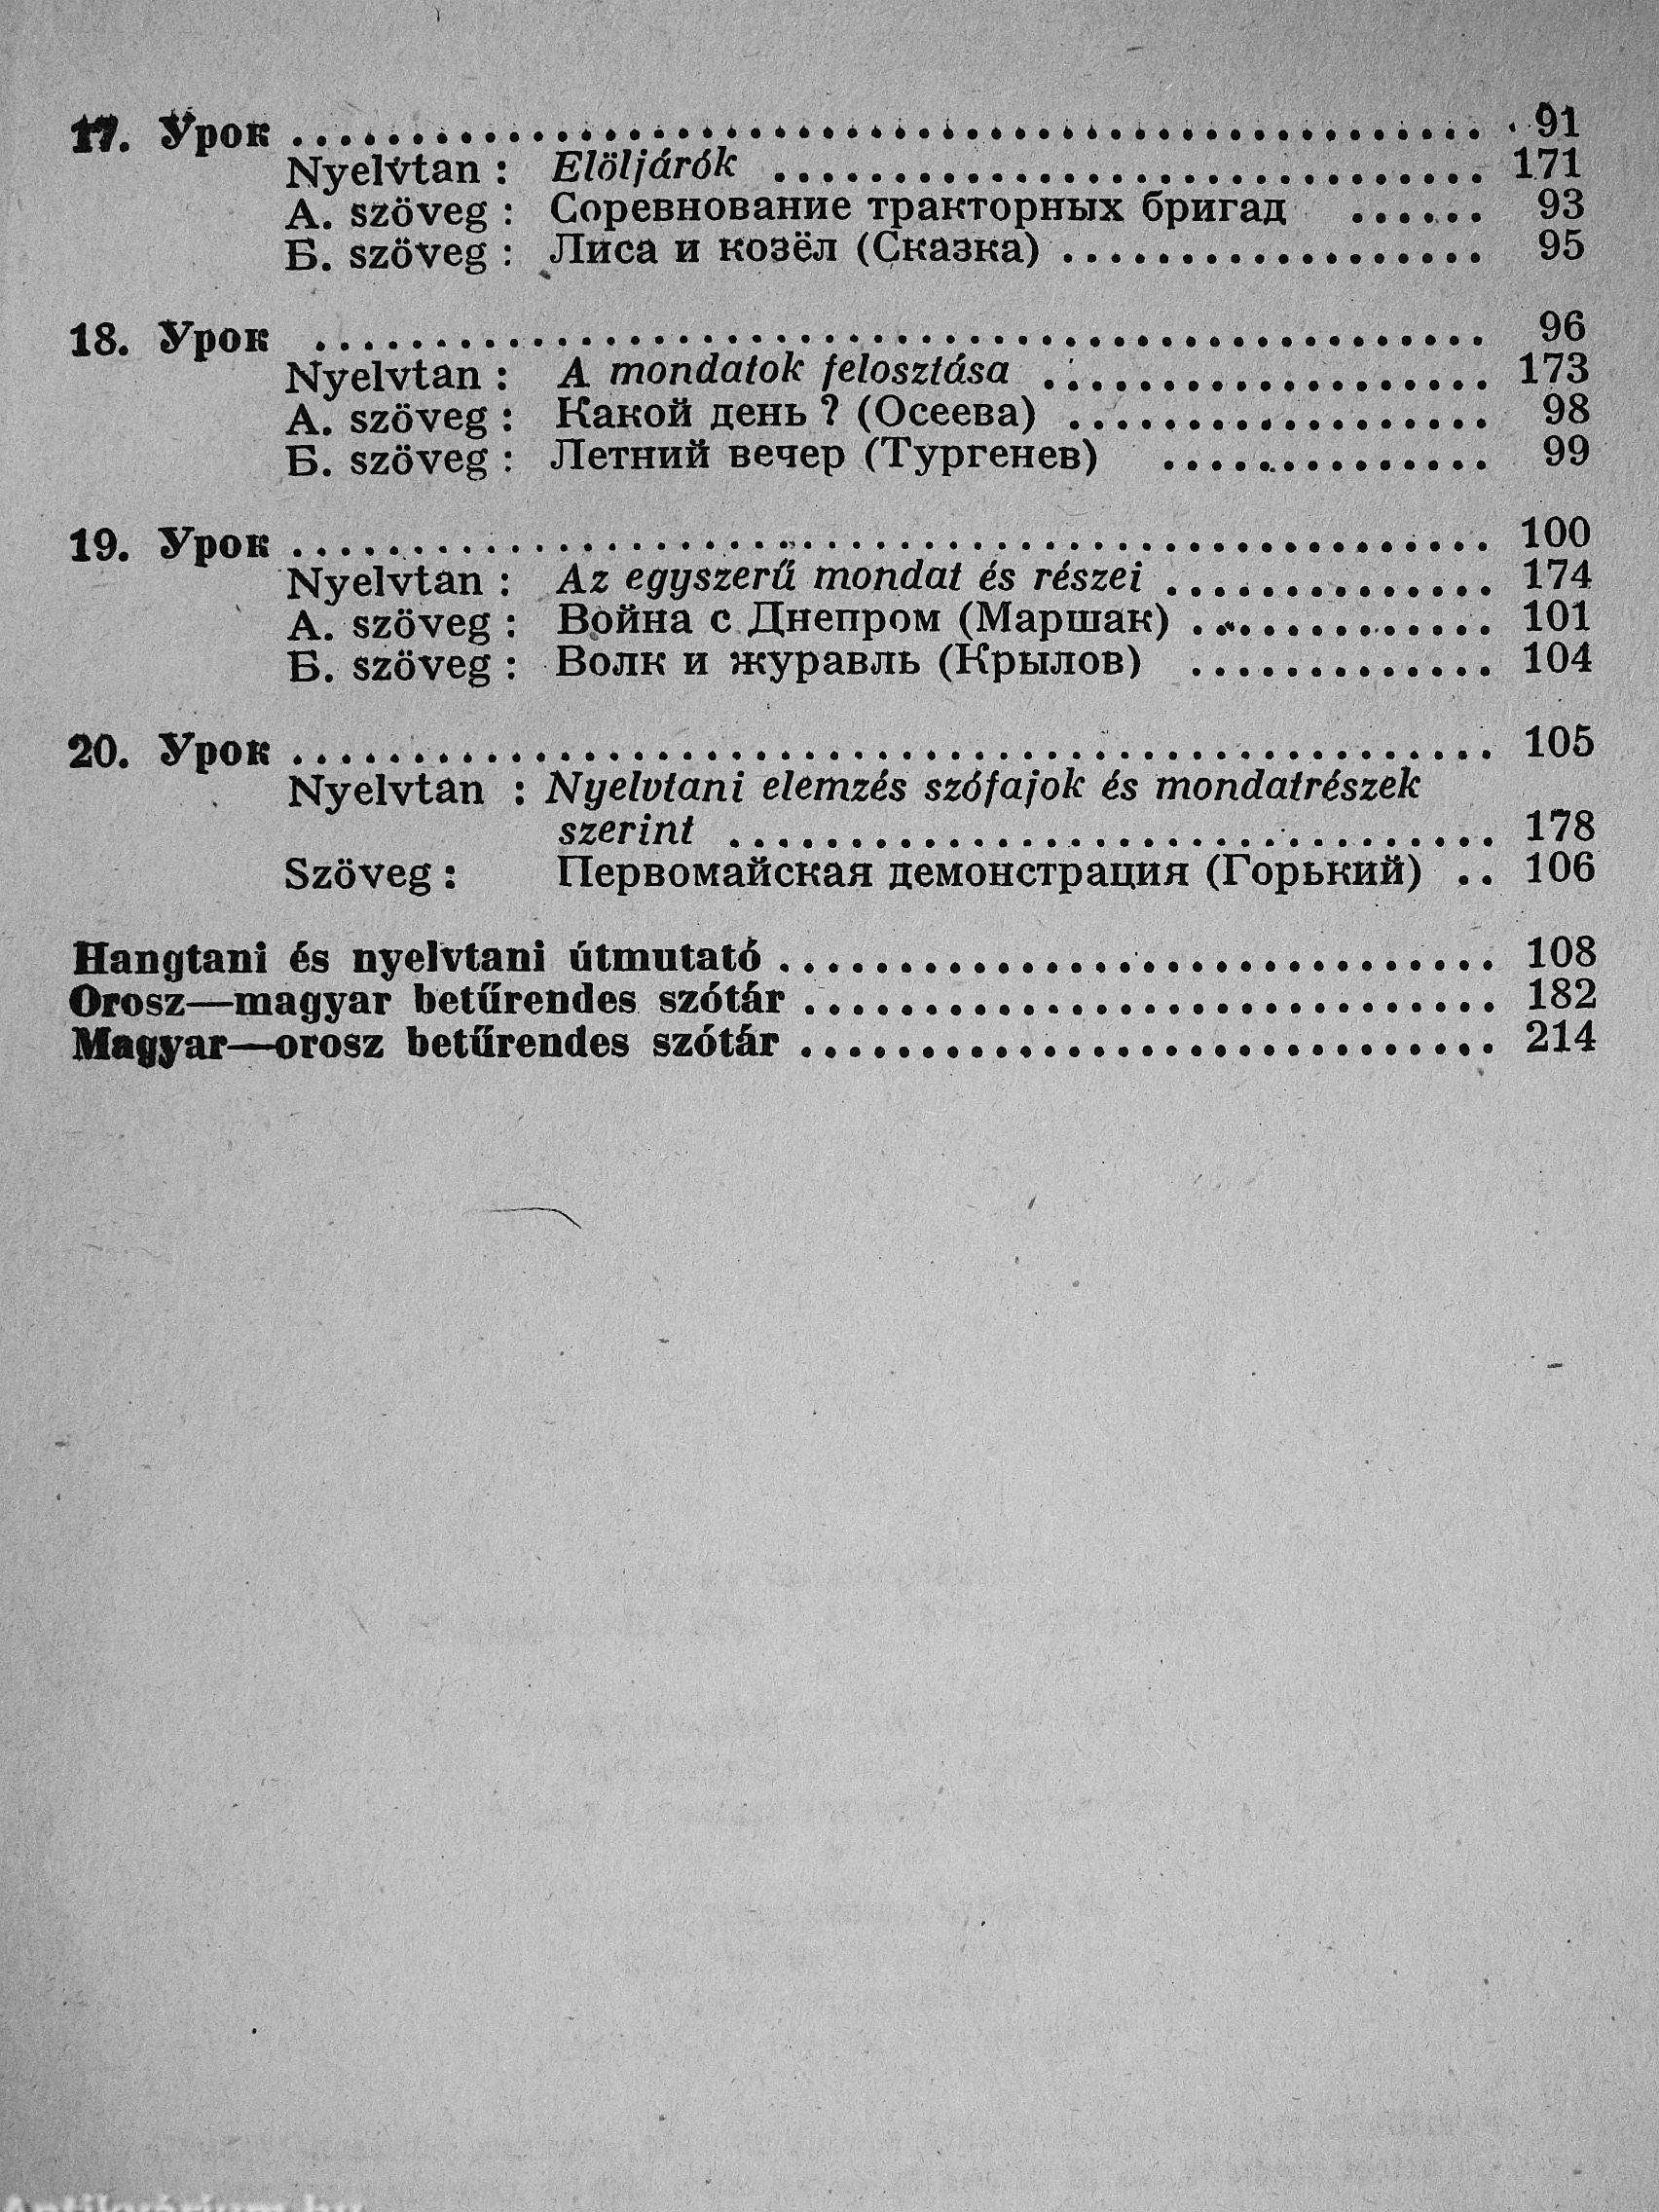 17. Урок ........ 91
Nyelvtan : Elöljárók ........ 171
А. szöveg : Соревнование тракторных бригад ...... 93
Б. szöveg : Лиса и козёл (Сказка) ........ 95
18. Урок ........ 96
Nyelvtan : A mondatok felosztása ........ 173
А. szöveg : Какой день ? (Осеева) ........ 98
Б. szöveg : Летний вечер (Тургенев) ........ 99
19. Урок ........ 100
Nyelvtan : Az egyszerű mondat és részei ........ 174
А. szöveg : Война с Днепром (Маршак) ........ 101
Б. szöveg : Волк и журавль (Крылов) ........ 104
20. Урок ........ 105
Nyelvtan : Nyelvtani elemzés szófajok és mondatrészek
szerint ........ 178
Szöveg : Первомайская демонстрация (Горький) .. 106
Hangtani és nyelvtani útmutató ........ 108
Orosz—magyar betűrendes szótár ........ 182
Magyar—orosz betűrendes szótár ........ 214